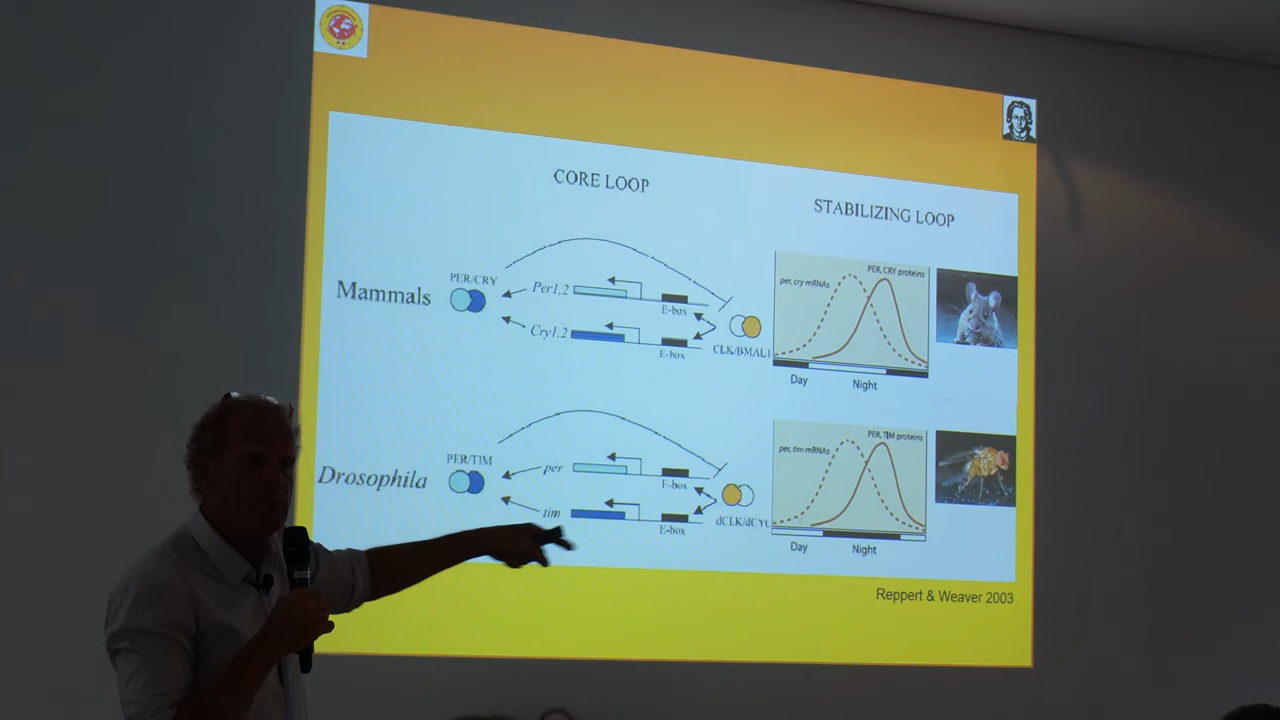 CORE LOOP
STABILIZING LOOP
Mammals
PER/CRY
Per1,2
E-box
Cry1,2
E-box
CLK/BMAL1
per, cry mRNAs
PER, CRY proteins
Day
Night
Drosophila
PER/TIM
per
E-box
tim
E-box
dCLK/dCYC
per, tim mRNAs
PER, TIM proteins
Day
Night
Reppert & Weaver 2003